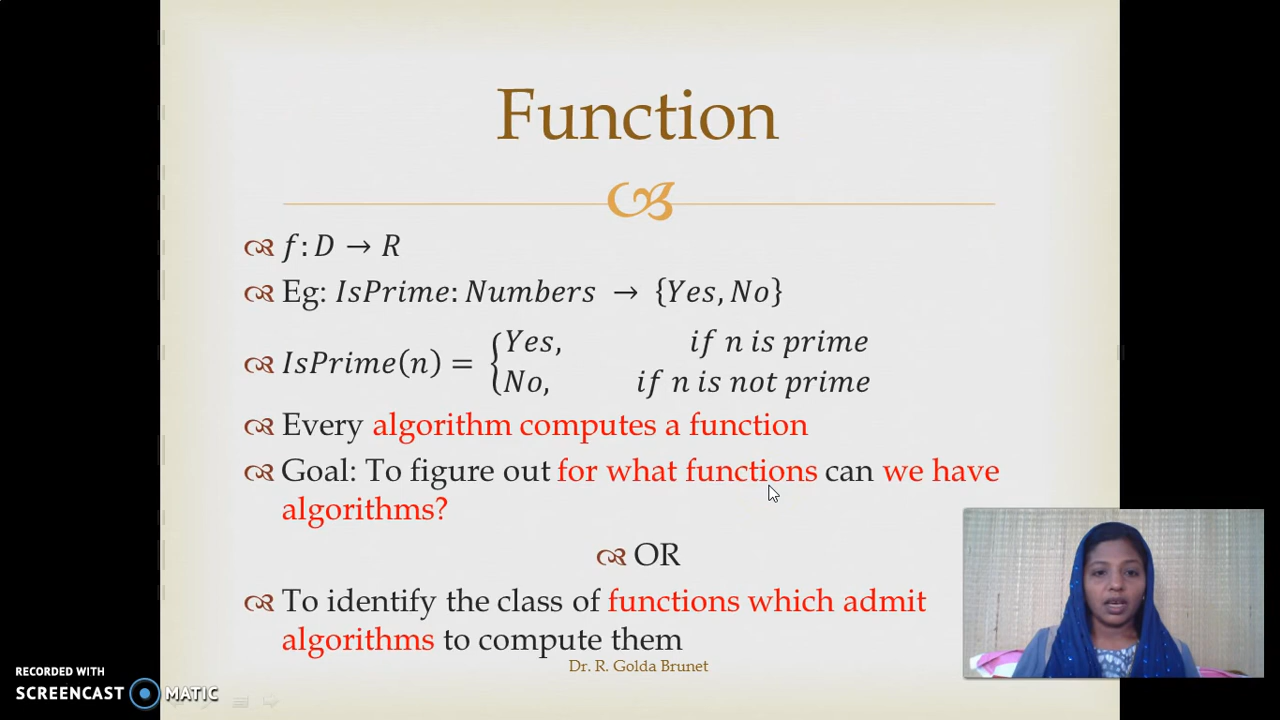 Function
f: D → R
Eg: IsPrime: Numbers → {Yes, No}
IsPrime(n) = { Yes, if n is prime
No, if n is not prime
Every algorithm computes a function
Goal: To figure out for what functions can we have
algorithms?
OR
To identify the class of functions which admit
algorithms to compute them
Dr. R. Golda Brunet
RECORDED WITH
SCREENCAST MATIC